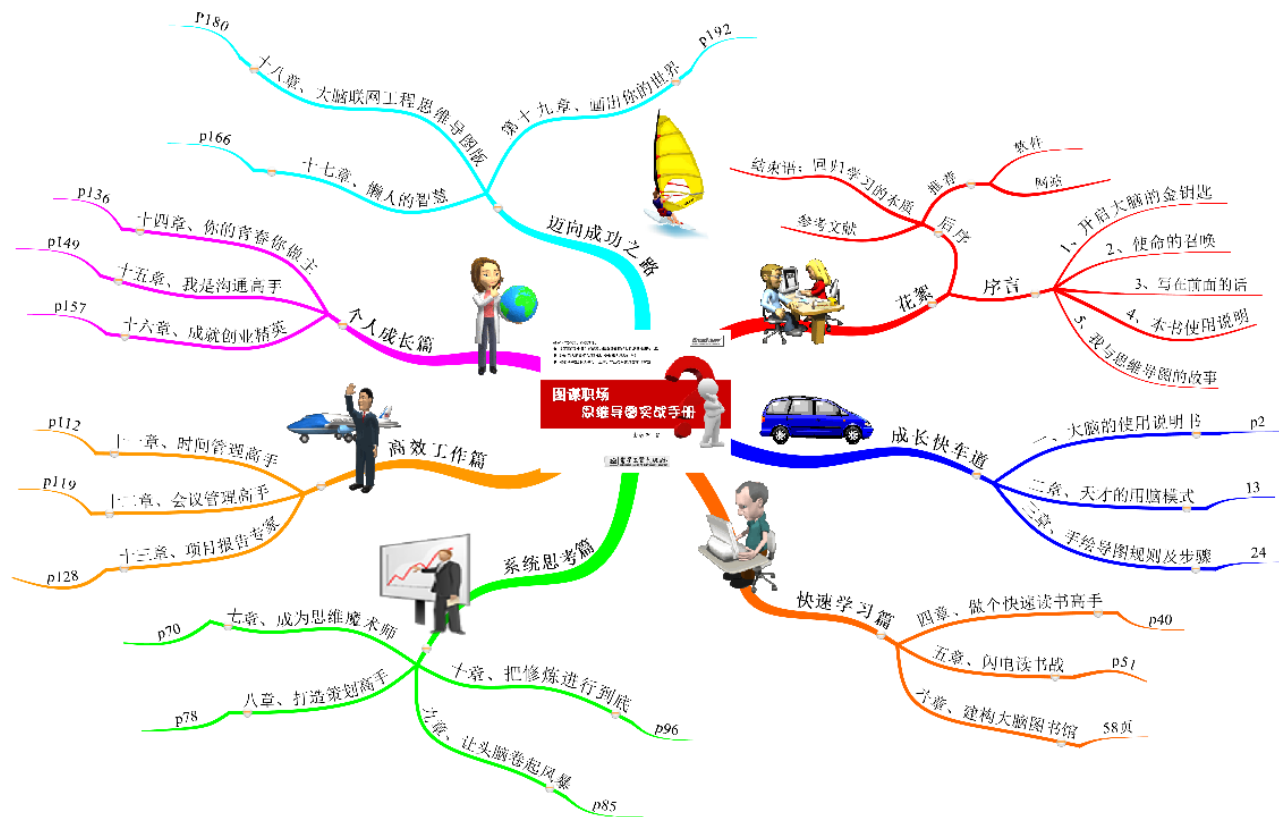 图谋职场
思维导图实战手册
花絮
序言
1、开启大脑的金钥匙
2、使命的召唤
3、写在前面的话
4、本书使用说明
5、我与思维导图的故事
后序
推荐
软件
网站
结束语：回归学习的本质
参考文献
成长快车道
一、大脑的使用说明书
p2
二章、天才的用脑模式
13
三章、手绘导图规则及步骤
24
快速学习篇
四章、做个快速读书高手
p40
五章、闪电读书战
p51
六章、建构大脑图书馆
58页
系统思考篇
七章、成为思维魔术师
p70
八章、打造策划高手
p78
九章、让头脑卷起风暴
p85
十章、把修炼进行到底
p96
高效工作篇
十一章、时间管理高手
p112
十二章、会议管理高手
p119
十三章、项目报告专家
p128
个人成长篇
十四章、你的青春你做主
p136
十五章、我是沟通高手
p149
十六章、成就创业精英
p157
迈向成功之路
十七章、懒人的智慧
p166
十八章、大脑联网工程思维导图版
P180
第十九章、画出你的世界
p192